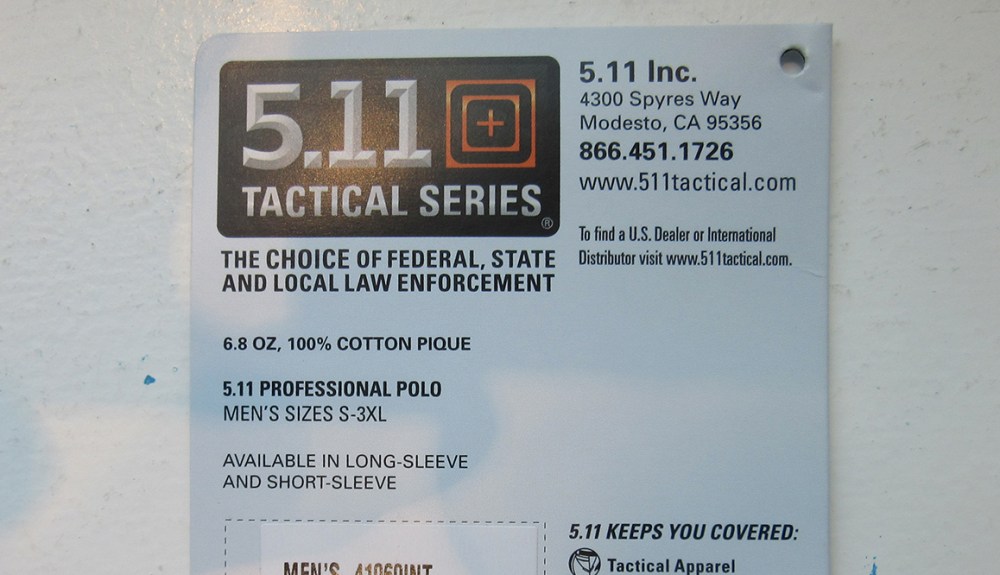 5.11
TACTICAL SERIES®
THE CHOICE OF FEDERAL, STATE
AND LOCAL LAW ENFORCEMENT
6.8 OZ, 100% COTTON PIQUE
5.11 PROFESSIONAL POLO
MEN'S SIZES S-3XL
AVAILABLE IN LONG-SLEEVE
AND SHORT-SLEEVE
MEN'S
5.11 Inc.
4300 Spyres Way
Modesto, CA 95356
866.451.1726
www.511tactical.com
To find a U.S. Dealer or International
Distributor visit www.511tactical.com.
5.11 KEEPS YOU COVERED:
Tactical Apparel